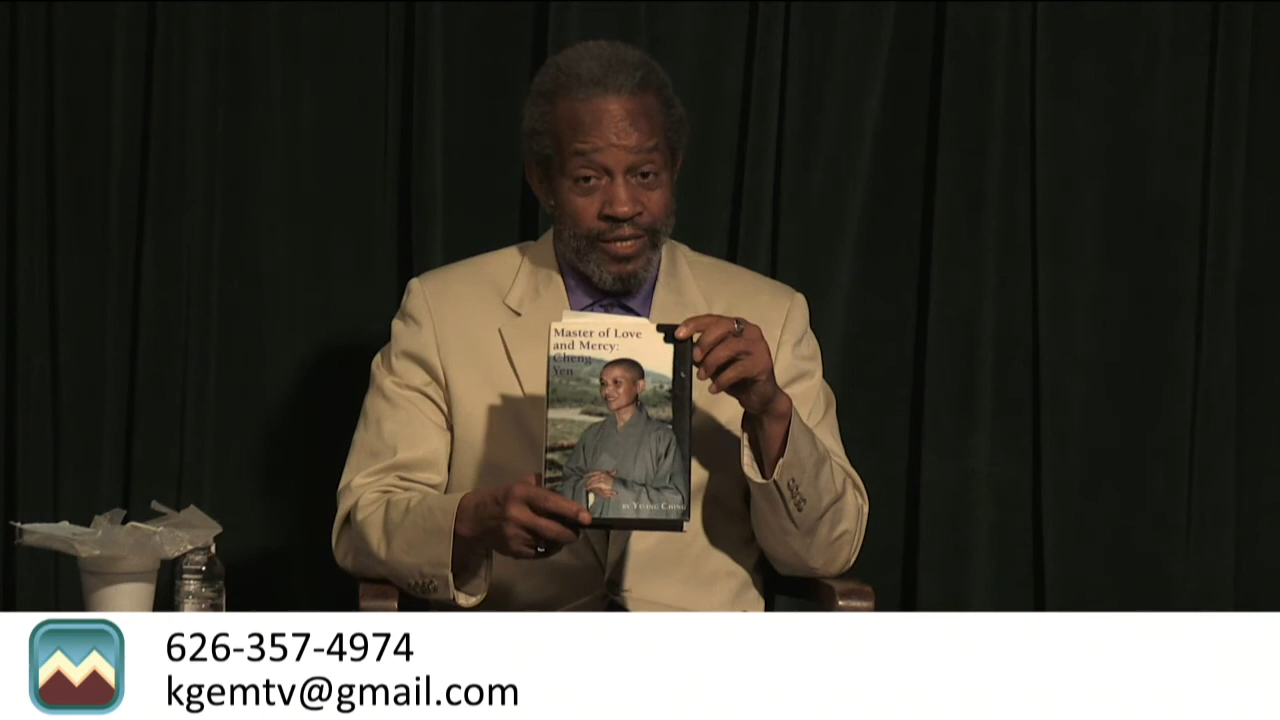 Master of Love
and Mercy:
Cheng
Yen
BY YU-ING CHING
626-357-4974
kgemtv@gmail.com